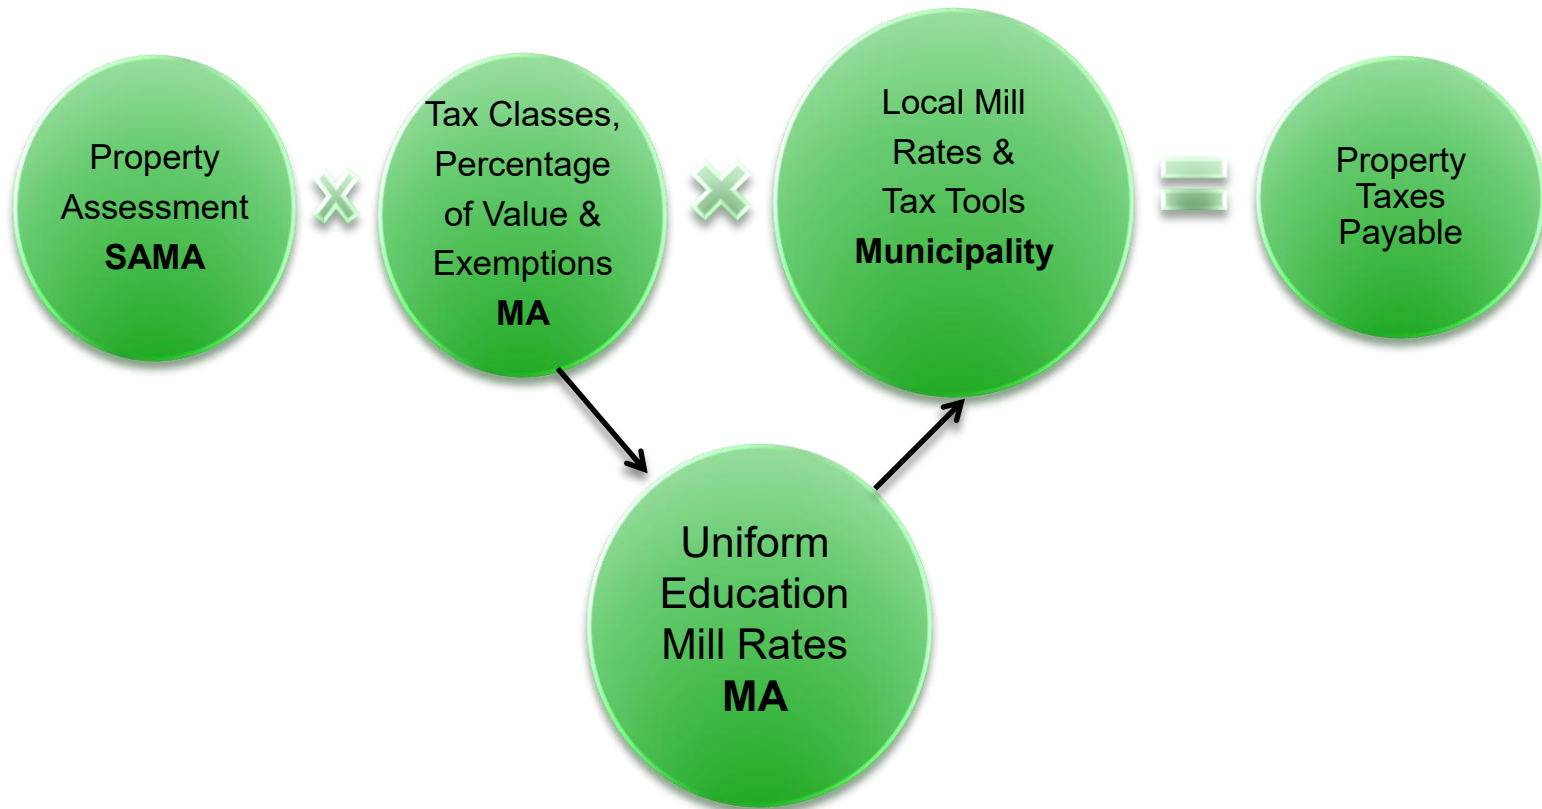 Property
Assessment
SAMA
Tax Classes,
Percentage
of Value &
Exemptions
MA
Local Mill
Rates &
Tax Tools
Municipality
Property
Taxes
Payable
Uniform
Education
Mill Rates
MA